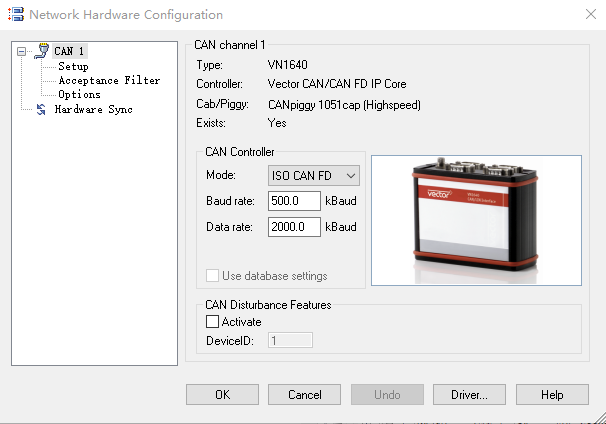 Network Hardware Configuration
CAN 1
Setup
Acceptance Filter
Options
Hardware Sync
CAN channel 1
Type: VN1640
Controller: Vector CAN/CAN FD IP Core
Cab/Piggy: CANpiggy 1051cap (Highspeed)
Exists: Yes
CAN Controller
Mode: ISO CAN FD
Baud rate: 500.0 kBaud
Data rate: 2000.0 kBaud
Use database settings
vector
CAN Disturbance Features
Activate
DeviceID: 1
OK Cancel Undo Driver... Help